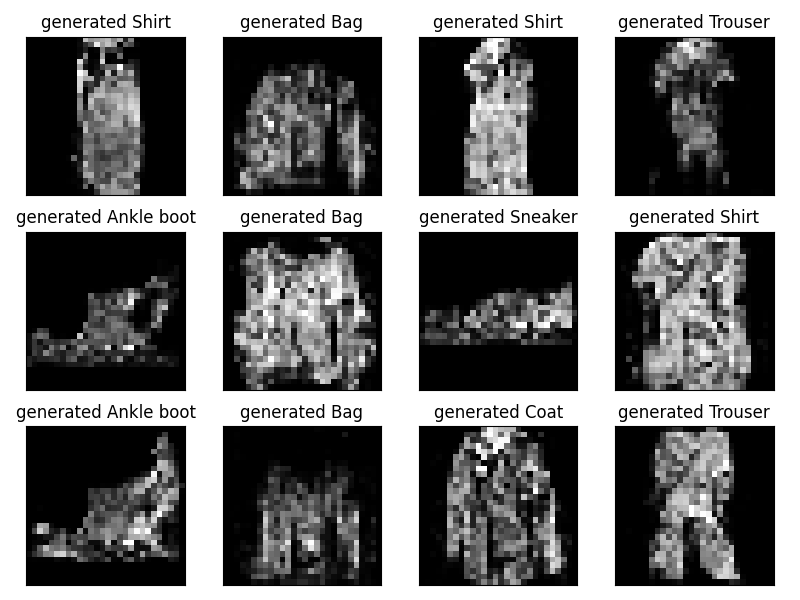 generated Shirt
generated Bag
generated Shirt
generated Trouser
generated Ankle boot
generated Bag
generated Sneaker
generated Shirt
generated Ankle boot
generated Bag
generated Coat
generated Trouser